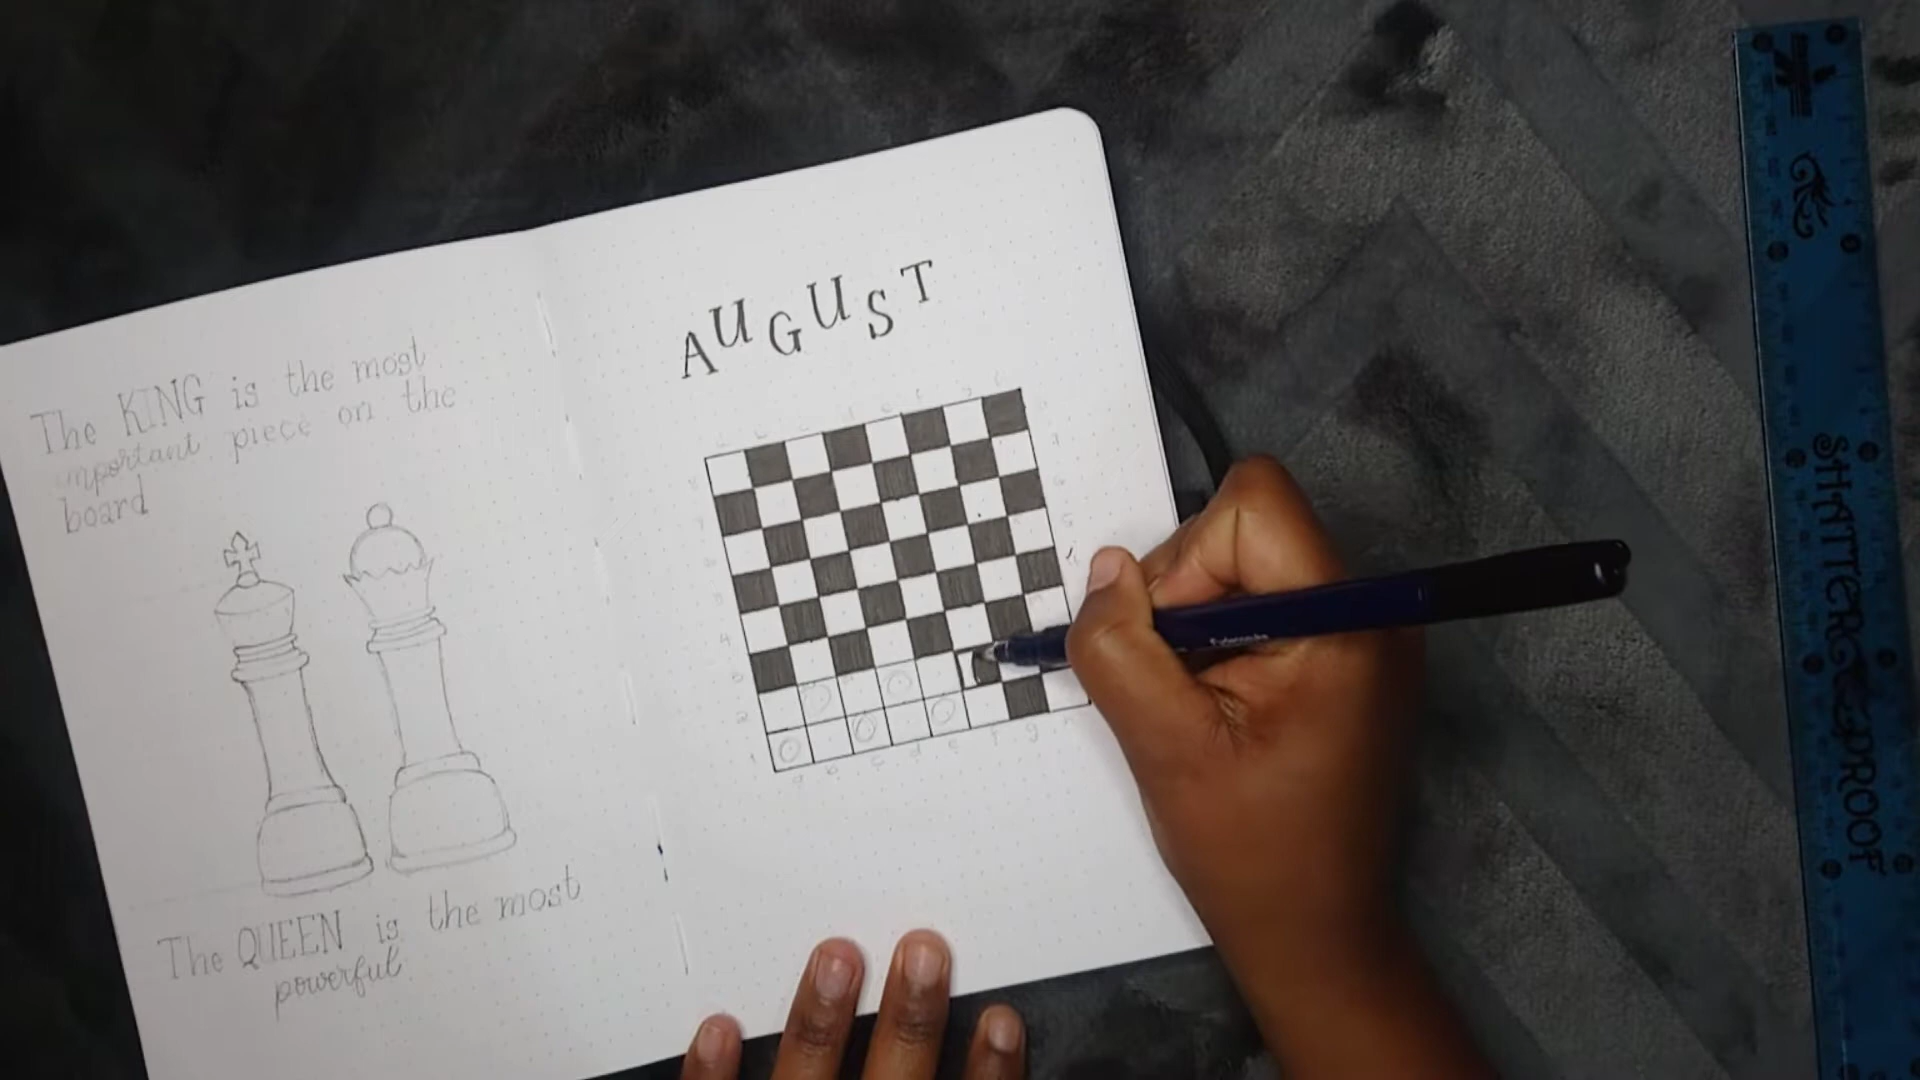 The KING is the most
important piece on the
board
The QUEEN is the most
powerful
AUGUST
SHATTERPROOF